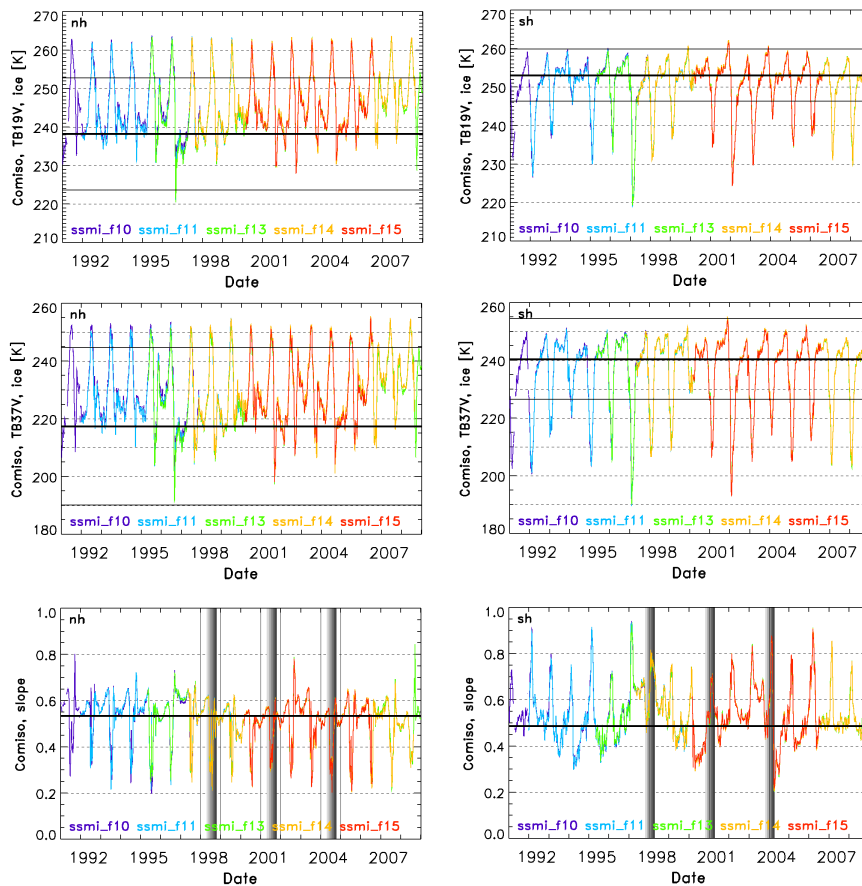 nh
Comiso, TB19V, ice [K]
270
260
250
240
230
220
210
ssmi_f10 ssmi_f11 ssmi_f13 ssmi_f14 ssmi_f15
1992 1995 1998 2001 2004 2007
Date
sh
Comiso, TB19V, ice [K]
270
260
250
240
230
220
210
ssmi_f10 ssmi_f11 ssmi_f13 ssmi_f14 ssmi_f15
1992 1995 1998 2001 2004 2007
Date
nh
Comiso, TB37V, ice [K]
260
240
220
200
180
ssmi_f10 ssmi_f11 ssmi_f13 ssmi_f14 ssmi_f15
1992 1995 1998 2001 2004 2007
Date
sh
Comiso, TB37V, ice [K]
260
240
220
200
180
ssmi_f10 ssmi_f11 ssmi_f13 ssmi_f14 ssmi_f15
1992 1995 1998 2001 2004 2007
Date
nh
Comiso, slope
1.0
0.8
0.6
0.4
0.2
0.0
ssmi_f10 ssmi_f11 ssmi_f13 ssmi_f14 ssmi_f15
1992 1995 1998 2001 2004 2007
Date
sh
Comiso, slope
1.0
0.8
0.6
0.4
0.2
0.0
ssmi_f10 ssmi_f11 ssmi_f13 ssmi_f14 ssmi_f15
1992 1995 1998 2001 2004 2007
Date